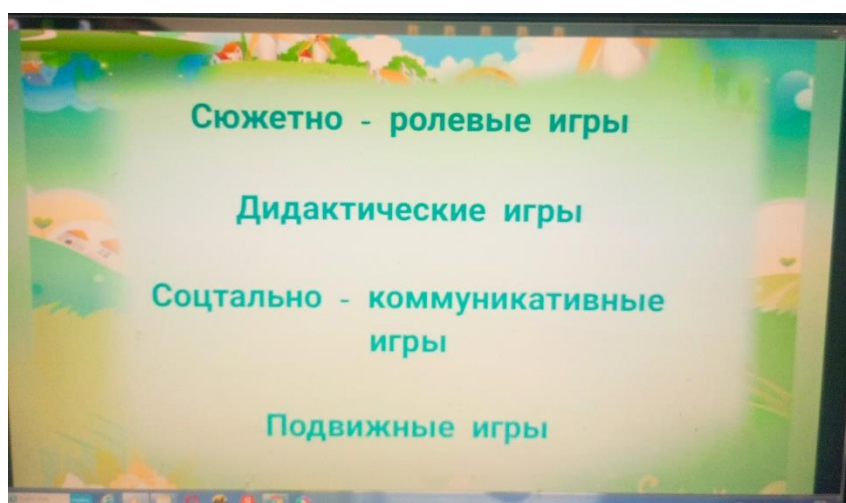 Сюжетно - ролевые игры
Дидактические игры
Соцтально - коммуникативные
игры
Подвижные игры